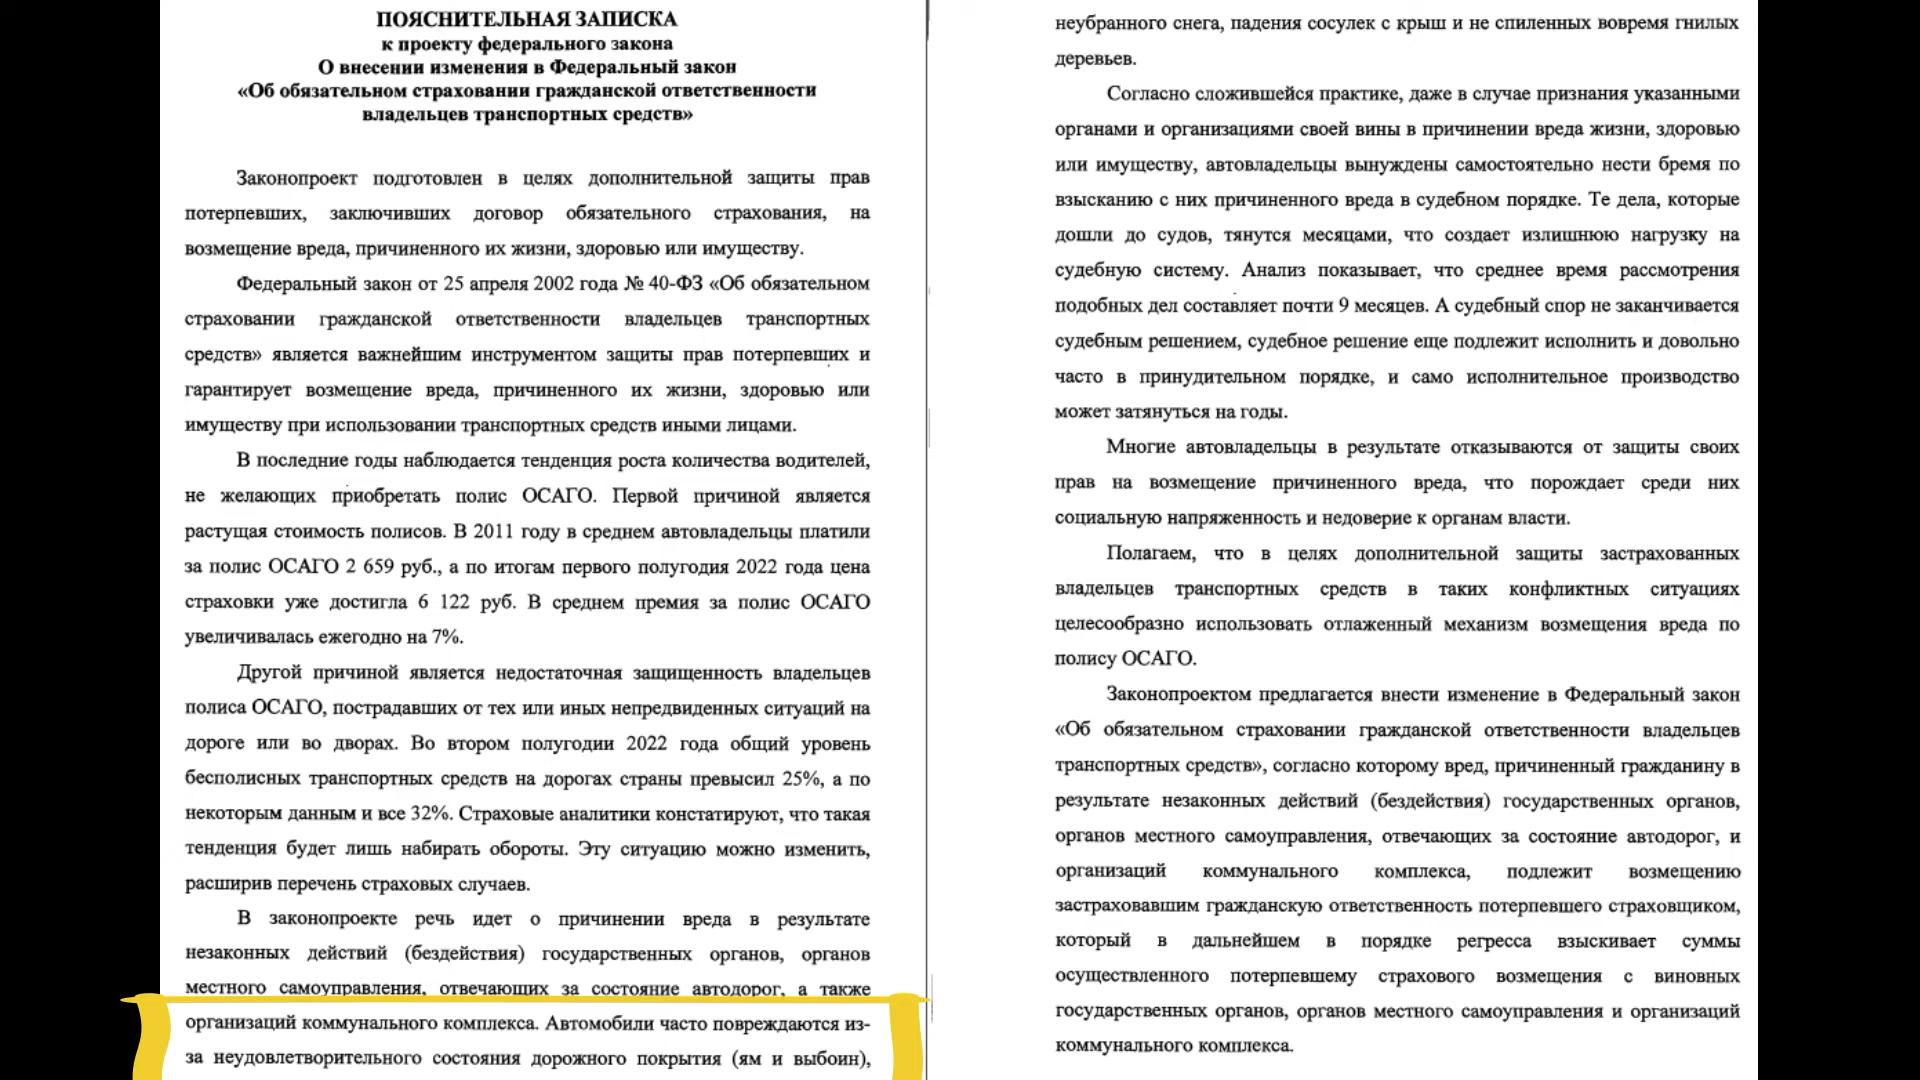 ПОЯСНИТЕЛЬНАЯ ЗАПИСКА
к проекту федерального закона
О внесении изменения в Федеральный закон
«Об обязательном страховании гражданской ответственности
владельцев транспортных средств»
Законопроект подготовлен в целях дополнительной защиты прав
потерпевших, заключивших договор обязательного страхования, на
возмещение вреда, причиненного их жизни, здоровью или имуществу.
Федеральный закон от 25 апреля 2002 года № 40-ФЗ «Об обязательном
страховании гражданской ответственности владельцев транспортных
средств» является важнейшим инструментом защиты прав потерпевших и
гарантирует возмещение вреда, причиненного их жизни, здоровью или
имуществу при использовании транспортных средств иными лицами.
В последние годы наблюдается тенденция роста количества водителей,
не желающих приобретать полис ОСАГО. Первой причиной является
растущая стоимость полисов. В 2011 году в среднем автовладельцы платили
за полис ОСАГО 2 659 руб., а по итогам первого полугодия 2022 года цена
страховки уже достигла 6 122 руб. В среднем премия за полис ОСАГО
увеличивалась ежегодно на 7%.
Другой причиной является недостаточная защищенность владельцев
полиса ОСАГО, пострадавших от тех или иных непредвиденных ситуаций на
дороге или во дворах. Во втором полугодии 2022 года общий уровень
бесполисных транспортных средств на дорогах страны превысил 25%, а по
некоторым данным и все 32%. Страховые аналитики констатируют, что такая
тенденция будет лишь набирать обороты. Эту ситуацию можно изменить,
расширив перечень страховых случаев.
В законопроекте речь идет о причинении вреда в результате
незаконных действий (бездействия) государственных органов, органов
местного самоуправления, отвечающих за состояние автодорог, а также
организаций коммунального комплекса. Автомобили часто повреждаются из-
за неудовлетворительного состояния дорожного покрытия (ям и выбоин),
неубранного снега, падения сосулек с крыш и не спиленных вовремя гнилых
деревьев.
Согласно сложившейся практике, даже в случае признания указанными
органами и организациями своей вины в причинении вреда жизни, здоровью
или имуществу, автовладельцы вынуждены самостоятельно нести бремя по
взысканию с них причиненного вреда в судебном порядке. Те дела, которые
дошли до судов, тянутся месяцами, что создает излишнюю нагрузку на
судебную систему. Анализ показывает, что среднее время рассмотрения
подобных дел составляет почти 9 месяцев. А судебный спор не заканчивается
судебным решением, судебное решение еще подлежит исполнить и довольно
часто в принудительном порядке, и само исполнительное производство
может затянуться на годы.
Многие автовладельцы в результате отказываются от защиты своих
прав на возмещение причиненного вреда, что порождает среди них
социальную напряженность и недоверие к органам власти.
Полагаем, что в целях дополнительной защиты застрахованных
владельцев транспортных средств в таких конфликтных ситуациях
целесообразно использовать отлаженный механизм возмещения вреда по
полису ОСАГО.
Законопроектом предлагается внести изменение в Федеральный закон
«Об обязательном страховании гражданской ответственности владельцев
транспортных средств», согласно которому вред, причиненный гражданину в
результате незаконных действий (бездействия) государственных органов,
органов местного самоуправления, отвечающих за состояние автодорог, и
организаций коммунального комплекса, подлежит возмещению
застраховавшим гражданскую ответственность потерпевшего страховщиком,
который в дальнейшем в порядке регресса взыскивает суммы
осуществленного потерпевшему страхового возмещения с виновных
государственных органов, органов местного самоуправления и организаций
коммунального комплекса.